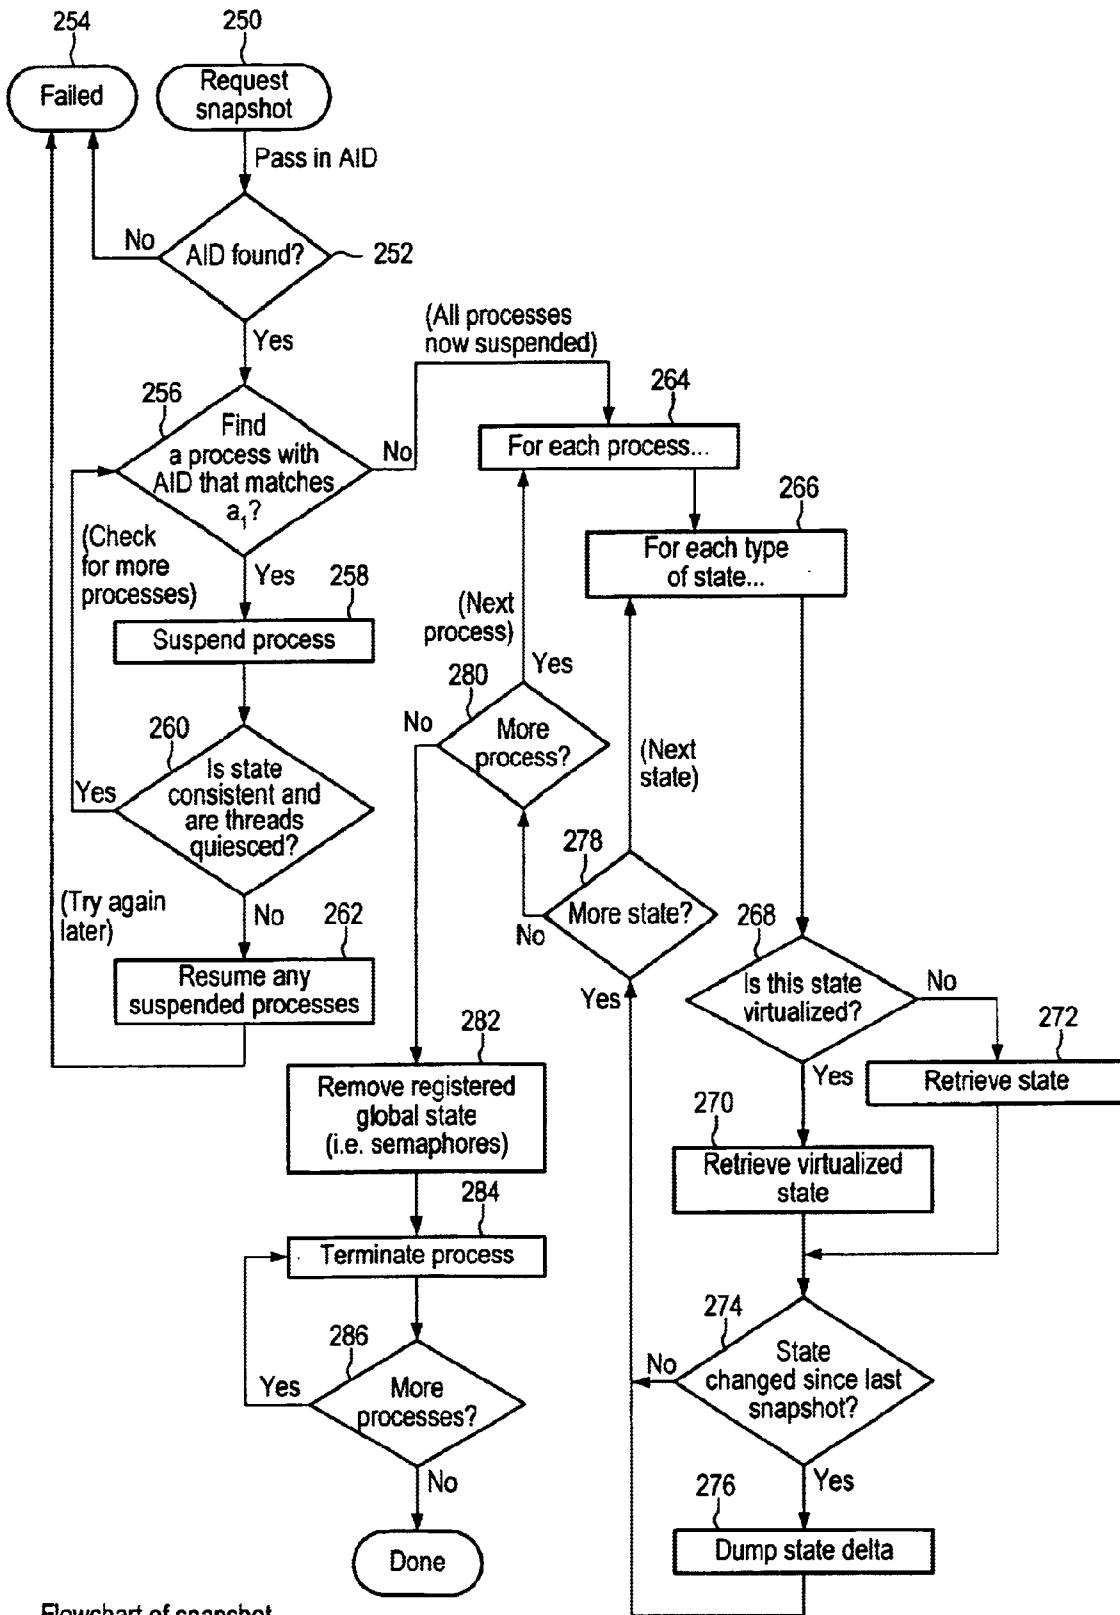 254
250
Failed
Request
snapshot
Pass in AID
No
AID found?
252
Yes
(All processes
now suspended)
256
Find
a process with
AID that matches
a₁?
No
264
For each process...
266
For each type
of state...
(Check
for more
processes)
Yes
258
Suspend process
(Next
process)
Yes
280
No
More
process?
(Next
state)
260
Is state
consistent and
are threads
quiesced?
Yes
278
More state?
No
Yes
(Try again
later)
No
262
Resume any
suspended processes
268
Is this state
virtualized?
No
272
Retrieve state
Yes
282
Remove registered
global state
(i.e. semaphores)
270
Retrieve virtualized
state
284
Terminate process
274
State
changed since last
snapshot?
No
286
Yes
More
processes?
No
Yes
276
Dump state delta
Done
Flowchart of snapshot